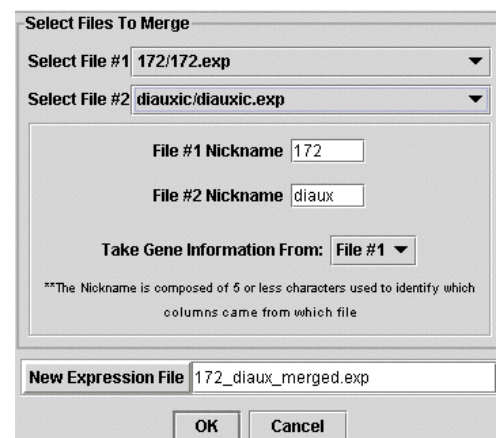 Select Files To Merge
Select File #1 172/172.exp
Select File #2 diauxic/diauxic.exp
File #1 Nickname 172
File #2 Nickname diaux
Take Gene Information From: File #1
**The Nickname is composed of 5 or less characters used to identify which
columns came from which file
New Expression File 172_diaux_merged.exp
OK Cancel